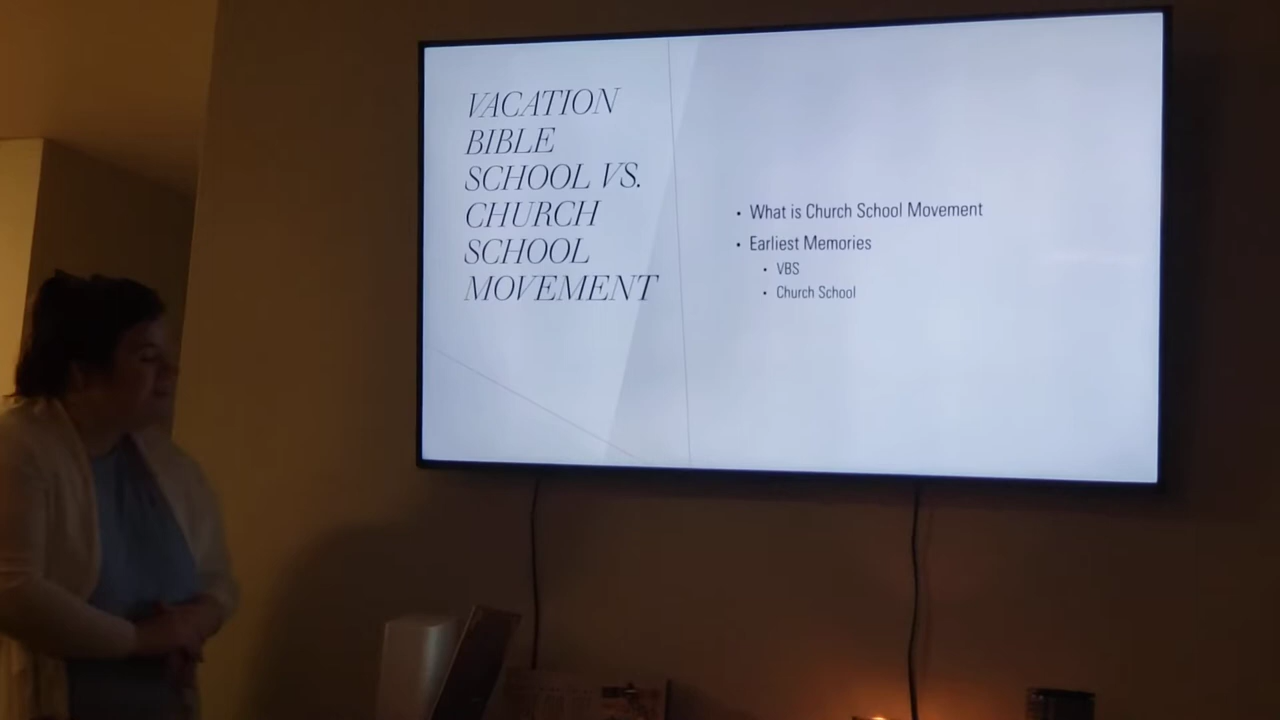 VACATION
BIBLE
SCHOOL VS.
CHURCH
SCHOOL
MOVEMENT
• What is Church School Movement
• Earliest Memories
• VBS
• Church School